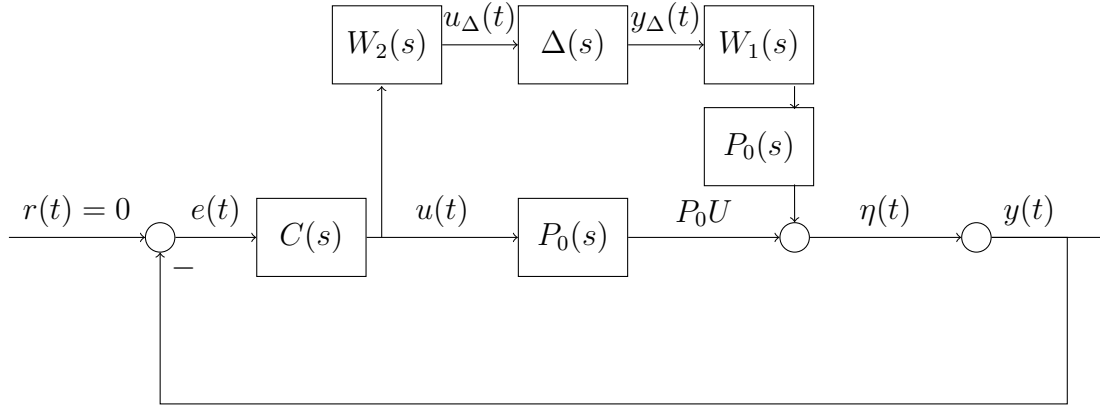 u_Δ(t)
y_Δ(t)
W_2(s)
Δ(s)
W_1(s)
P_0(s)
r(t) = 0
e(t)
u(t)
P_0U
η(t)
y(t)
C(s)
P_0(s)
−